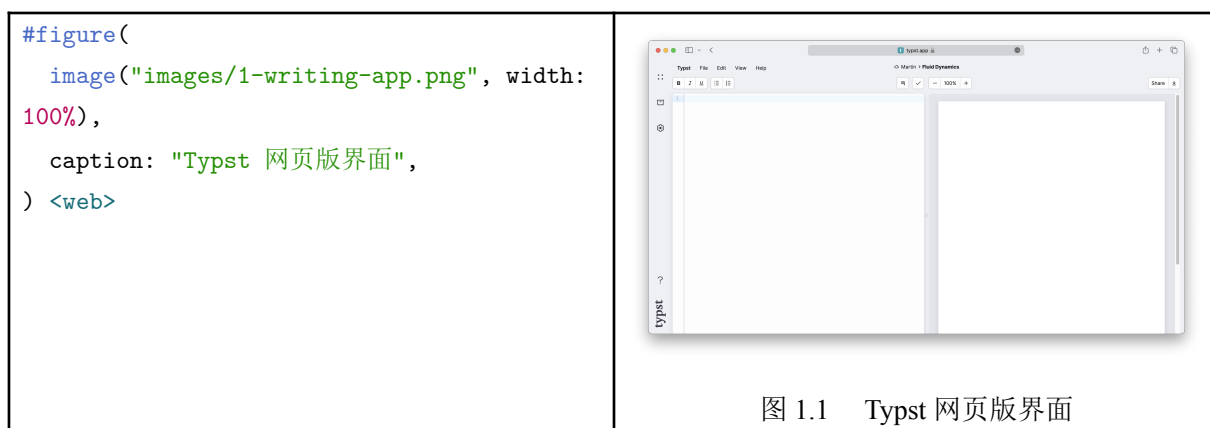 #figure(
image("images/1-writing-app.png", width:
100%),
caption: "Typst 网页版界面",
) <web>
typst.app
Typst File Edit View Help
Martin > Fluid Dynamics
B I U
100%
Share
1
?
typst
图 1.1 Typst 网页版界面